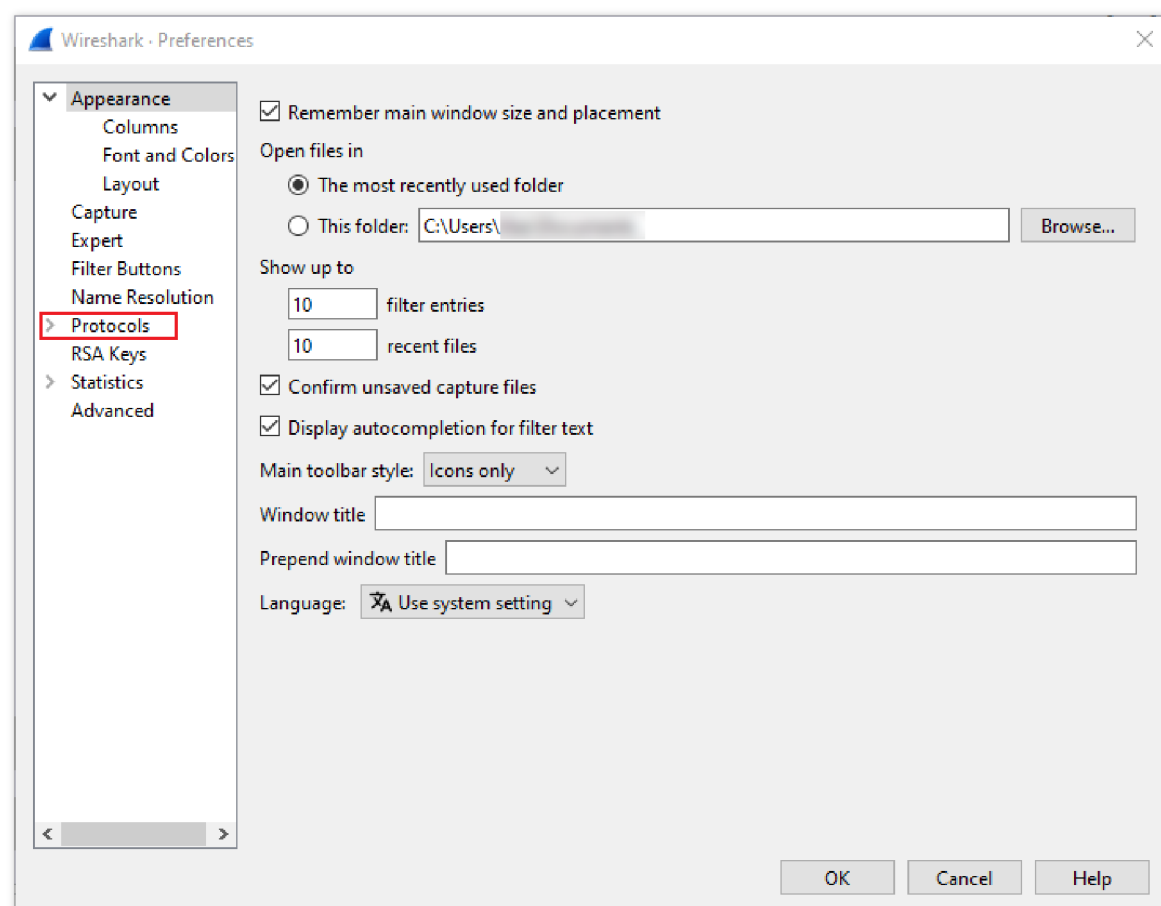 Wireshark · Preferences
Appearance
Columns
Font and Colors
Layout
Capture
Expert
Filter Buttons
Name Resolution
Protocols
RSA Keys
Statistics
Advanced
Remember main window size and placement
Open files in
The most recently used folder
This folder: C:\Users\ Browse...
Show up to
10 filter entries
10 recent files
Confirm unsaved capture files
Display autocompletion for filter text
Main toolbar style: Icons only
Window title
Prepend window title
Language: Use system setting
OK Cancel Help